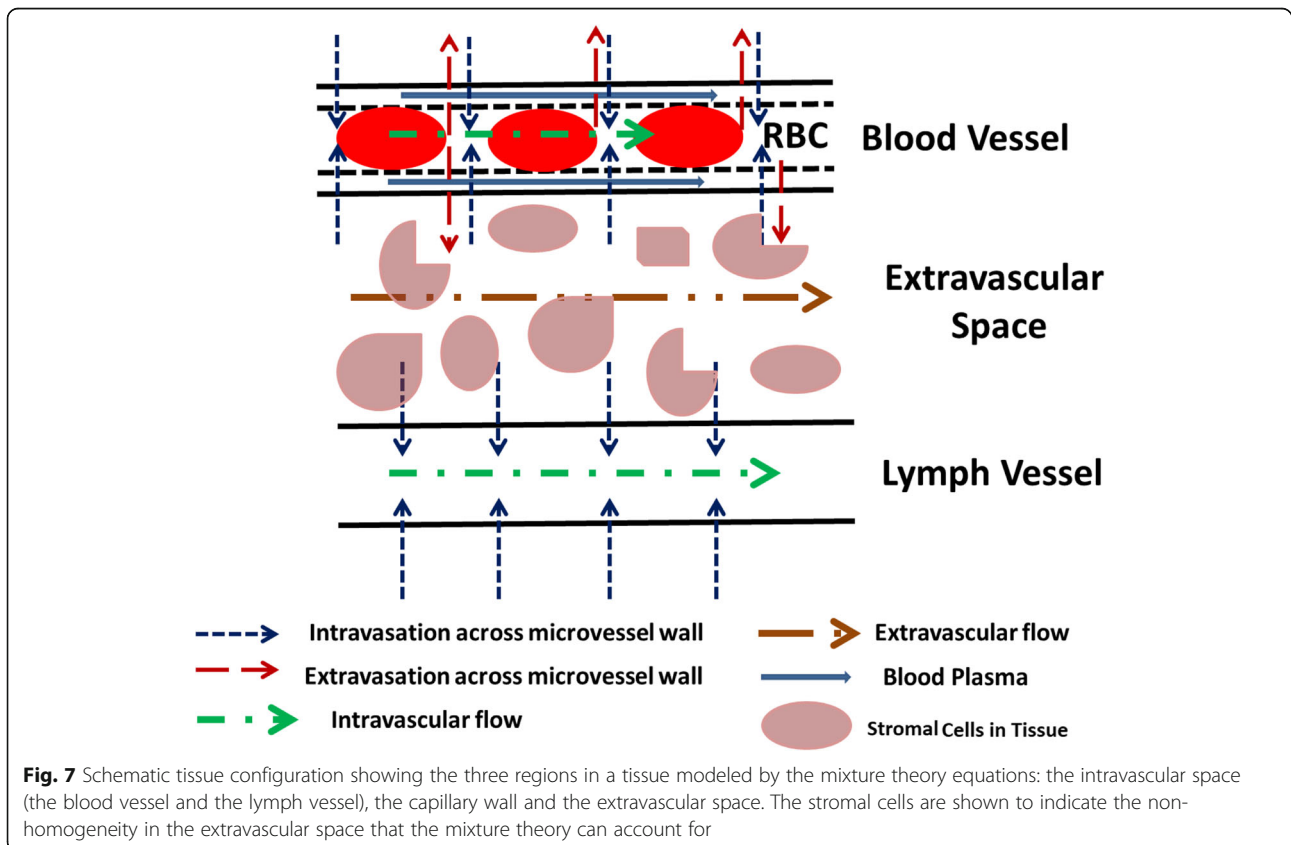 RBC
Blood Vessel
Extravascular
Space
Lymph Vessel
Intravasation across microvessel wall
Extravasation across microvessel wall
Intravascular flow
Extravascular flow
Blood Plasma
Stromal Cells in Tissue
Fig. 7 Schematic tissue configuration showing the three regions in a tissue modeled by the mixture theory equations: the intravascular space
(the blood vessel and the lymph vessel), the capillary wall and the extravascular space. The stromal cells are shown to indicate the non-
homogeneity in the extravascular space that the mixture theory can account for